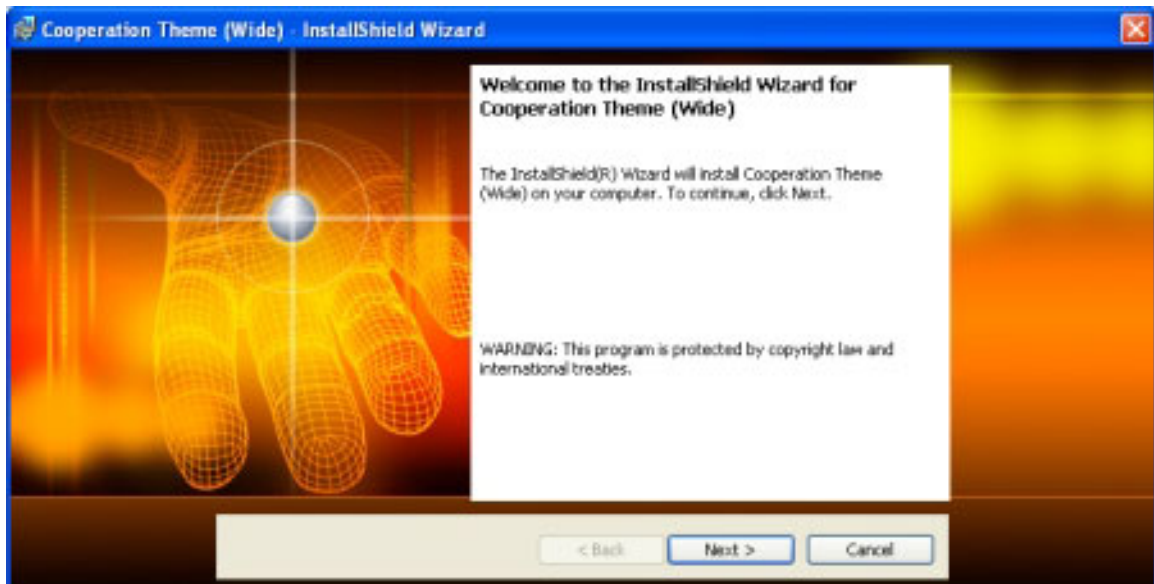 Cooperation Theme (Wide) - InstallShield Wizard
Welcome to the InstallShield Wizard for
Cooperation Theme (Wide)
The InstallShield(R) Wizard will install Cooperation Theme
(Wide) on your computer. To continue, click Next.
WARNING: This program is protected by copyright law and
international treaties.
< Back
Next >
Cancel